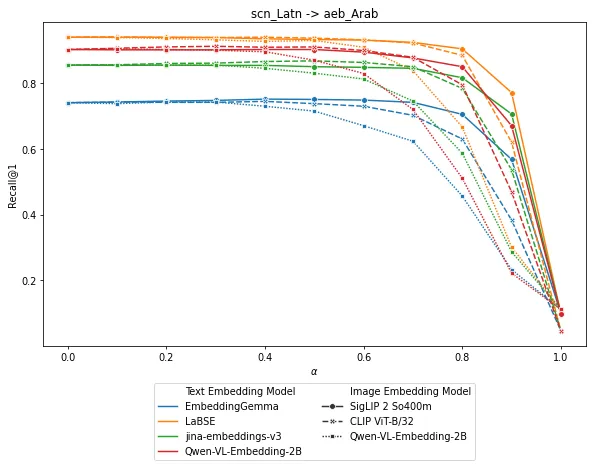 scn_Latn -> aeb_Arab
Recall@1
0.8
0.6
0.4
0.2
0.0 0.2 0.4 0.6 0.8 1.0
α
Text Embedding Model Image Embedding Model
EmbeddingGemma SigLIP 2 So400m
LaBSE CLIP ViT-B/32
jina-embeddings-v3 Qwen-VL-Embedding-2B
Qwen-VL-Embedding-2B